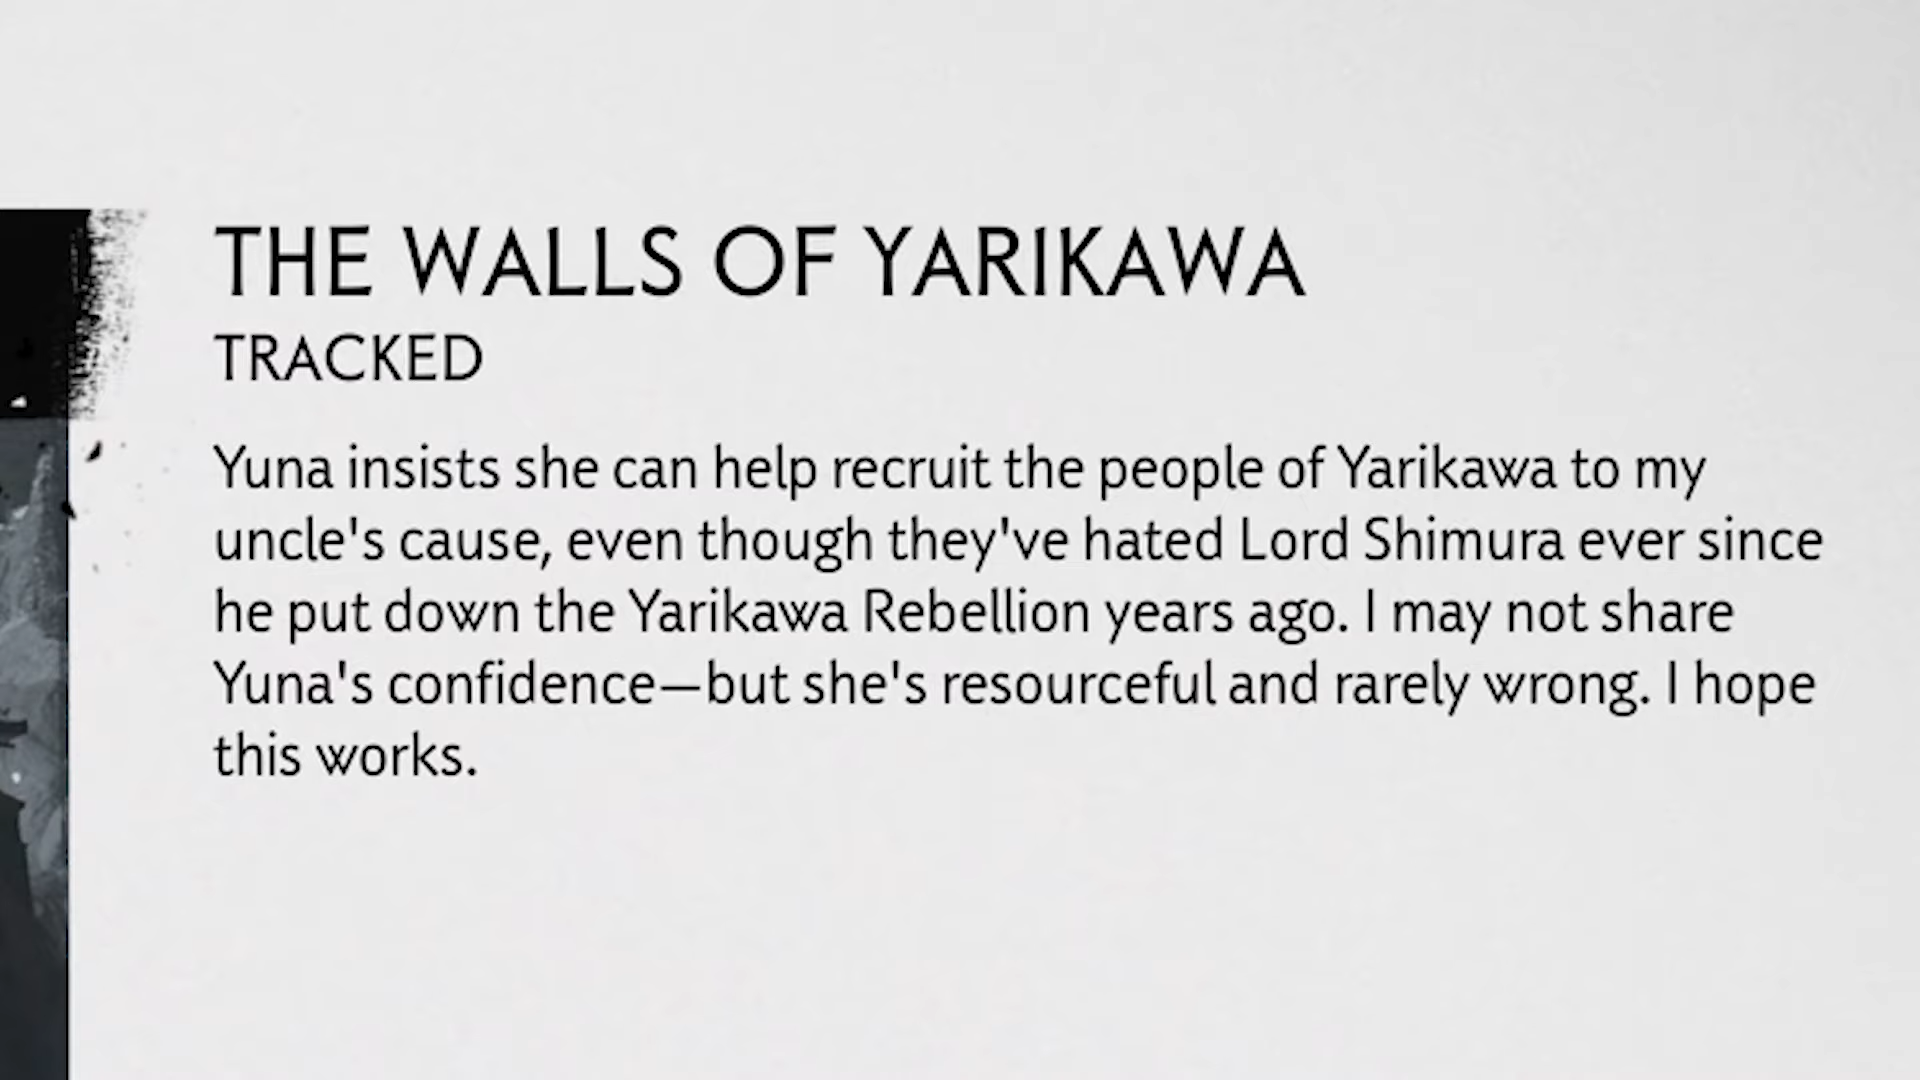 THE WALLS OF YARIKAWA
TRACKED
Yuna insists she can help recruit the people of Yarikawa to my
uncle's cause, even though they've hated Lord Shimura ever since
he put down the Yarikawa Rebellion years ago. I may not share
Yuna's confidence—but she's resourceful and rarely wrong. I hope
this works.